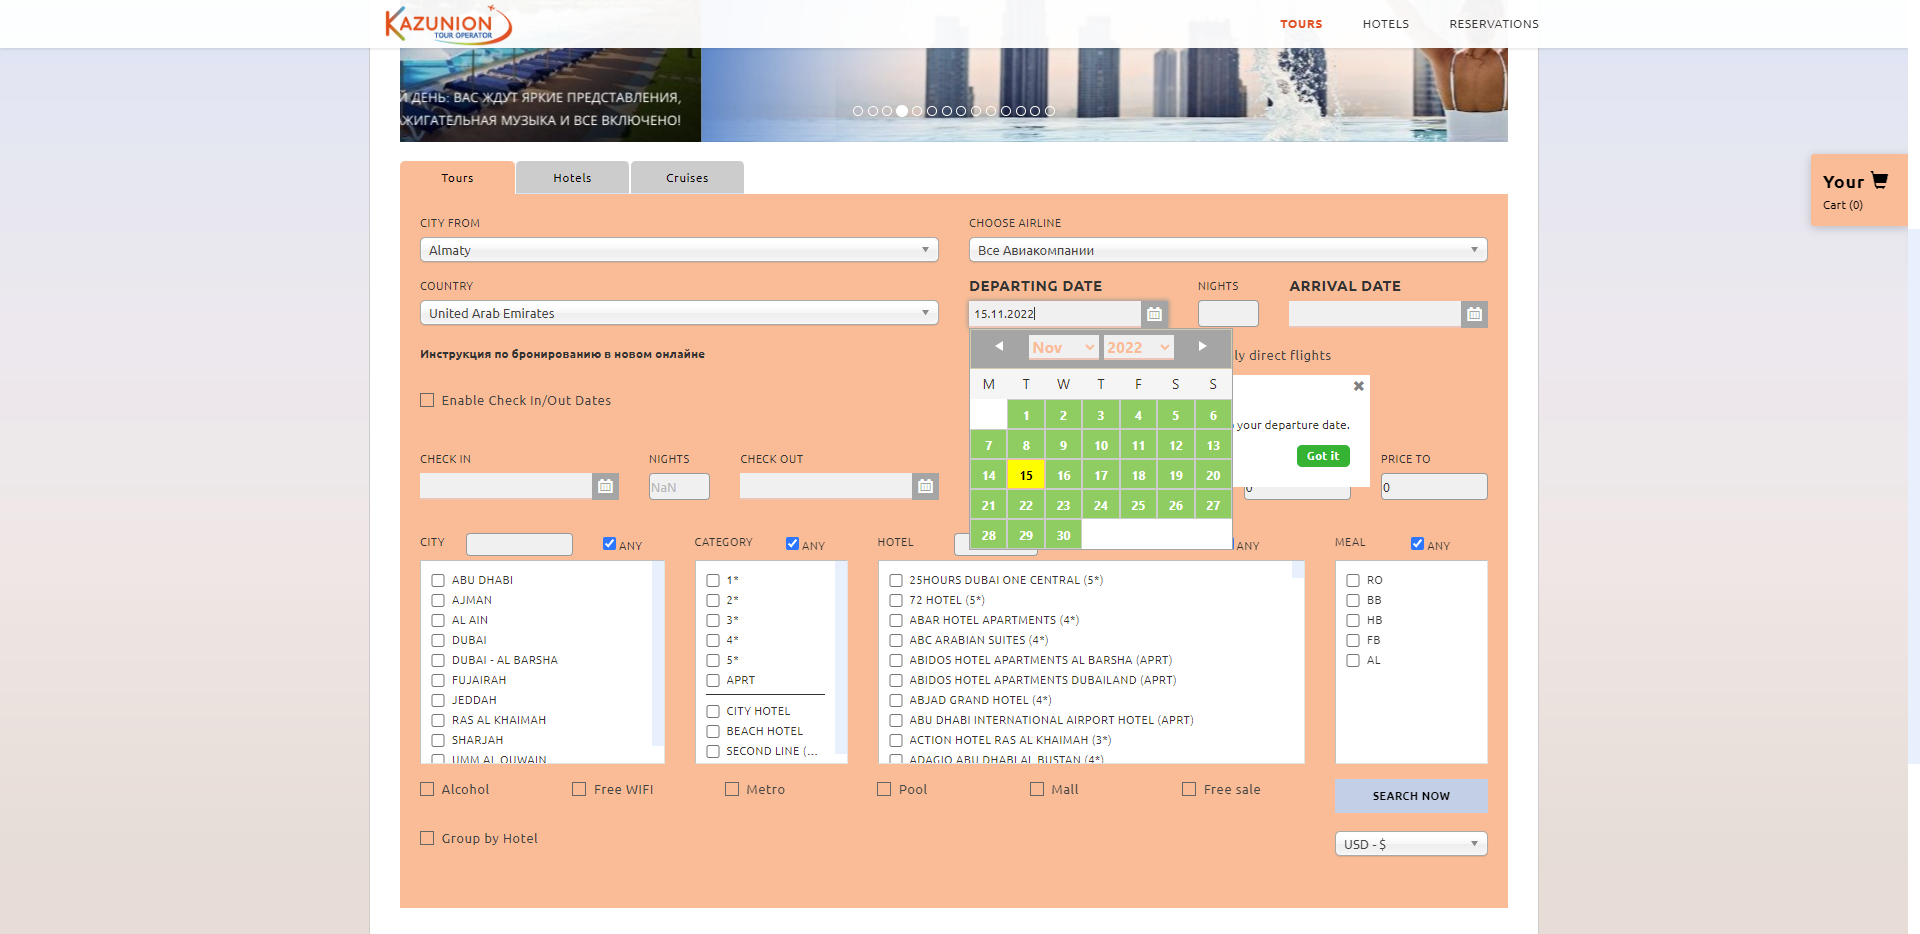 KAZUNION
TOUR OPERATOR
TOURS
HOTELS
RESERVATIONS
ДЕНЬ: ВАС ЖДУТ ЯРКИЕ ПРЕДСТАВЛЕНИЯ,
ЖИГАТЕЛЬНАЯ МУЗЫКА И ВСЕ ВКЛЮЧЕНО!
Your
Cart (0)
Tours
Hotels
Cruises
CITY FROM
Almaty
CHOOSE AIRLINE
Все Авиакомпании
COUNTRY
United Arab Emirates
DEPARTING DATE
15.11.2022
NIGHTS
ARRIVAL DATE
Инструкция по бронированию в новом онлайне
Nov
2022
ly direct flights
M T W T F S S
1 2 3 4 5 6
7 8 9 10 11 12 13
14 15 16 17 18 19 20
21 22 23 24 25 26 27
28 29 30
your departure date.
Got it
Enable Check In/Out Dates
CHECK IN
NIGHTS
NaN
CHECK OUT
0
PRICE TO
0
CITY
ANY
CATEGORY
ANY
HOTEL
ANY
MEAL
ANY
ABU DHABI
AJMAN
AL AIN
DUBAI
DUBAI - AL BARSHA
FUJAIRAH
JEDDAH
RAS AL KHAIMAH
SHARJAH
UMM AL QUWAIN
1*
2*
3*
4*
5*
APRT
CITY HOTEL
BEACH HOTEL
SECOND LINE (...
25HOURS DUBAI ONE CENTRAL (5*)
72 HOTEL (5*)
ABAR HOTEL APARTMENTS (4*)
ABC ARABIAN SUITES (4*)
ABIDOS HOTEL APARTMENTS AL BARSHA (APRT)
ABIDOS HOTEL APARTMENTS DUBAILAND (APRT)
ABJAD GRAND HOTEL (4*)
ABU DHABI INTERNATIONAL AIRPORT HOTEL (APRT)
ACTION HOTEL RAS AL KHAIMAH (3*)
ADAGIO ABU DHABI AL BUSTAN (4*)
RO
BB
HB
FB
AL
Alcohol
Free WIFI
Metro
Pool
Mall
Free sale
SEARCH NOW
Group by Hotel
USD - $